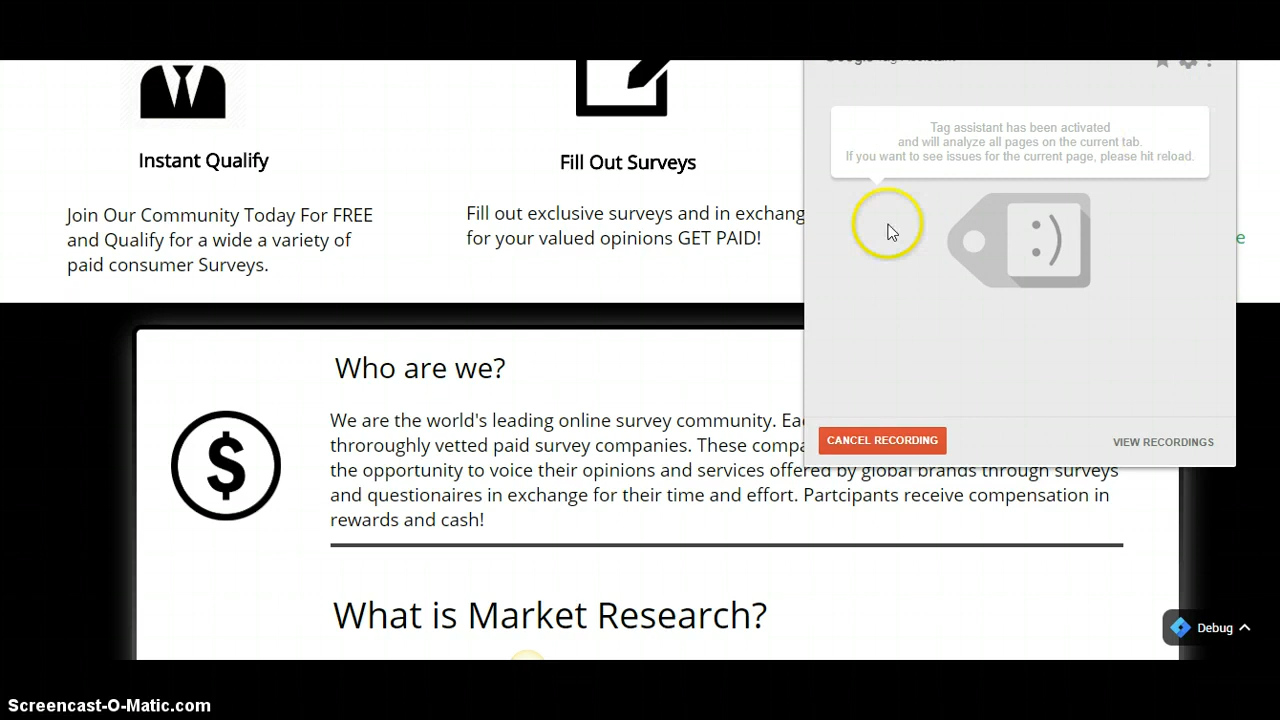 Google Tag Assistant
Tag assistant has been activated
and will analyze all pages on the current tab.
If you want to see issues for the current page, please hit reload.
Instant Qualify
Join Our Community Today For FREE
and Qualify for a wide a variety of
paid consumer Surveys.
Fill Out Surveys
Fill out exclusive surveys and in exchang
for your valued opinions GET PAID!
e
CANCEL RECORDING
VIEW RECORDINGS
Who are we?
We are the world's leading online survey community. Eac
throroughly vetted paid survey companies. These compa
the opportunity to voice their opinions and services offered by global brands through surveys
and questionaires in exchange for their time and effort. Partcipants receive compensation in
rewards and cash!
What is Market Research?
Debug
Screencast-O-Matic.com